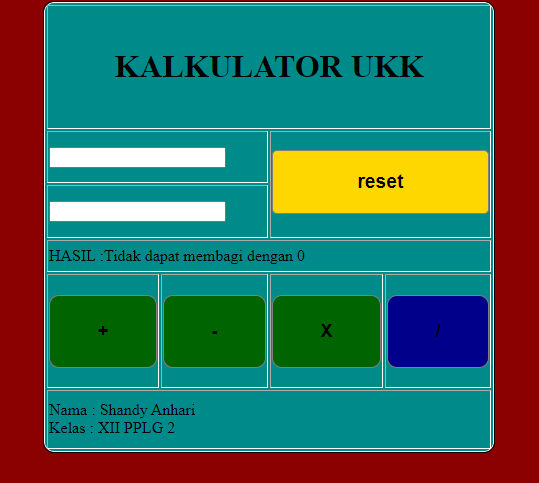 KALKULATOR UKK
reset
HASIL :Tidak dapat membagi dengan 0
+ - X /
Nama : Shandy Anhari
Kelas : XII PPLG 2